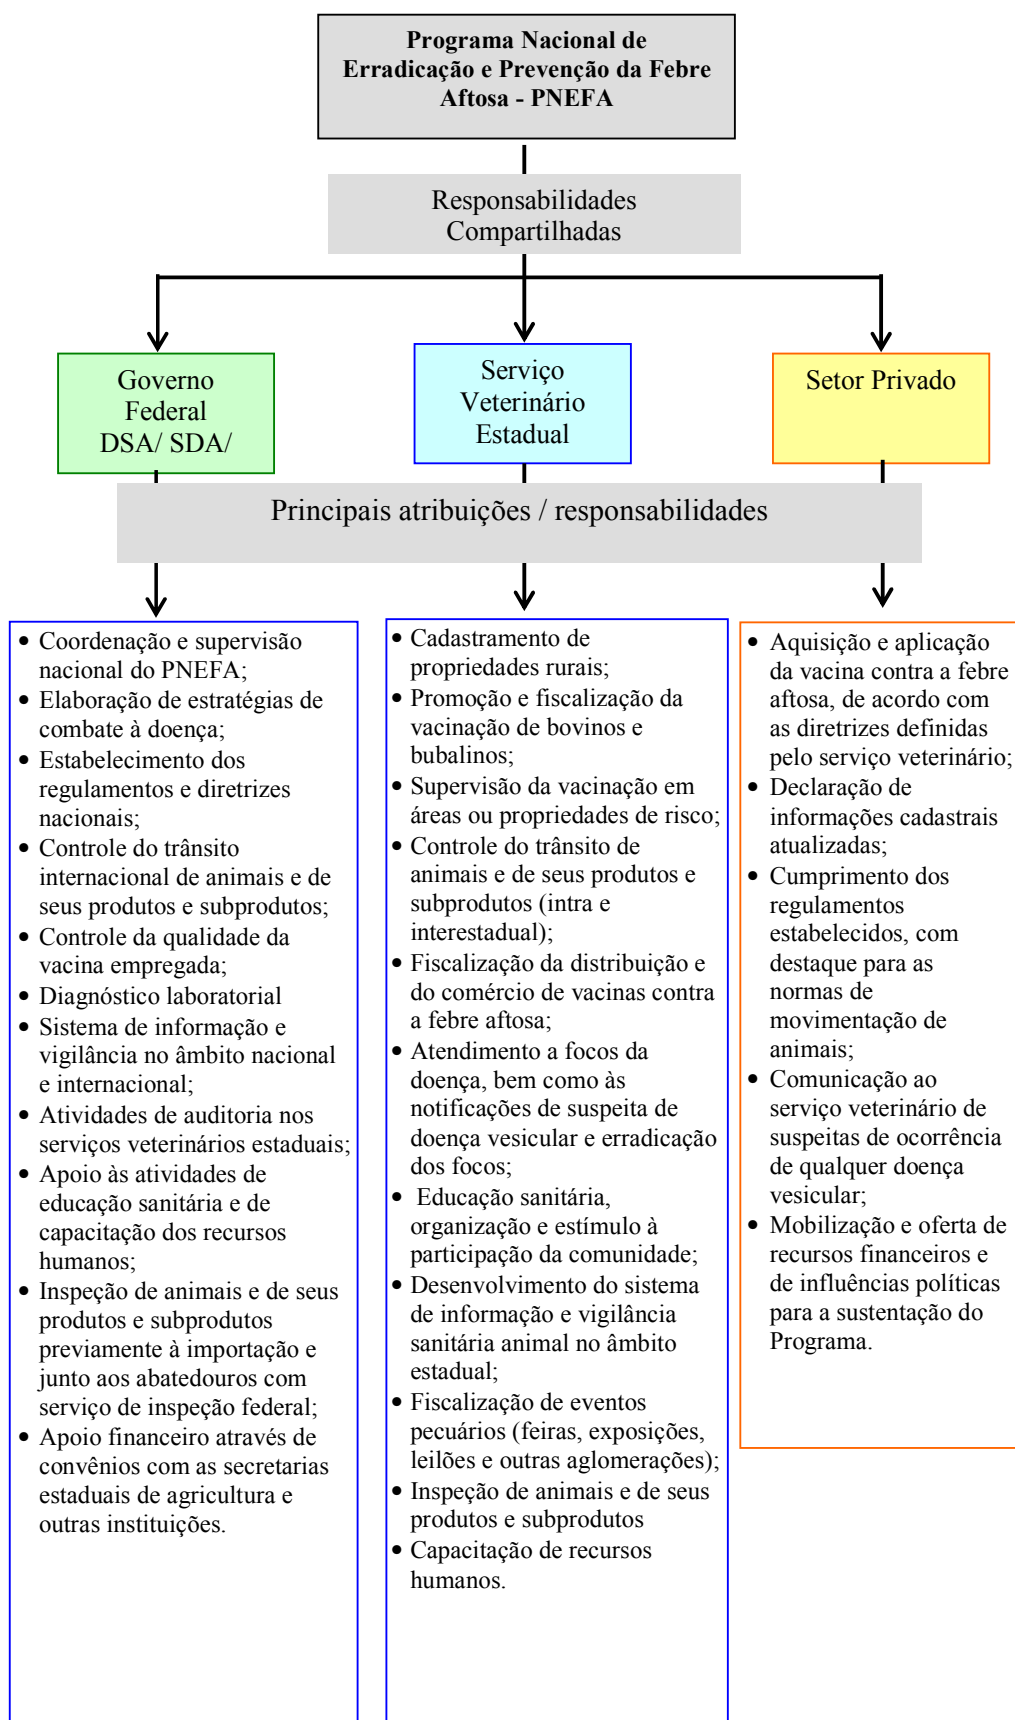 Programa Nacional de
Erradicação e Prevenção da Febre
Aftosa - PNEFA
Responsabilidades
Compartilhadas
Governo
Federal
DSA/ SDA/
Serviço
Veterinário
Estadual
Setor Privado
Principais atribuições / responsabilidades
• Coordenação e supervisão
nacional do PNEFA;
• Elaboração de estratégias de
combate à doença;
• Estabelecimento dos
regulamentos e diretrizes
nacionais;
• Controle do trânsito
internacional de animais e de
seus produtos e subprodutos;
• Controle da qualidade da
vacina empregada;
• Diagnóstico laboratorial
• Sistema de informação e
vigilância no âmbito nacional
e internacional;
• Atividades de auditoria nos
serviços veterinários estaduais;
• Apoio às atividades de
educação sanitária e de
capacitação dos recursos
humanos;
• Inspeção de animais e de seus
produtos e subprodutos
previamente à importação e
junto aos abatedouros com
serviço de inspeção federal;
• Apoio financeiro através de
convênios com as secretarias
estaduais de agricultura e
outras instituições.
• Cadastramento de
propriedades rurais;
• Promoção e fiscalização da
vacinação de bovinos e
bubalinos;
• Supervisão da vacinação em
áreas ou propriedades de risco;
• Controle do trânsito de
animais e de seus produtos e
subprodutos (intra e
interestadual);
• Fiscalização da distribuição e
do comércio de vacinas contra
a febre aftosa;
• Atendimento a focos da
doença, bem como às
notificações de suspeita de
doença vesicular e erradicação
dos focos;
• Educação sanitária,
organização e estímulo à
participação da comunidade;
• Desenvolvimento do sistema
de informação e vigilância
sanitária animal no âmbito
estadual;
• Fiscalização de eventos
pecuários (feiras, exposições,
leilões e outras aglomerações);
• Inspeção de animais e de seus
produtos e subprodutos
• Capacitação de recursos
humanos.
• Aquisição e aplicação
da vacina contra a febre
aftosa, de acordo com
as diretrizes definidas
pelo serviço veterinário;
• Declaração de
informações cadastrais
atualizadas;
• Cumprimento dos
regulamentos
estabelecidos, com
destaque para as
normas de
movimentação de
animais;
• Comunicação ao
serviço veterinário de
suspeitas de ocorrência
de qualquer doença
vesicular;
• Mobilização e oferta de
recursos financeiros e
de influências políticas
para a sustentação do
Programa.